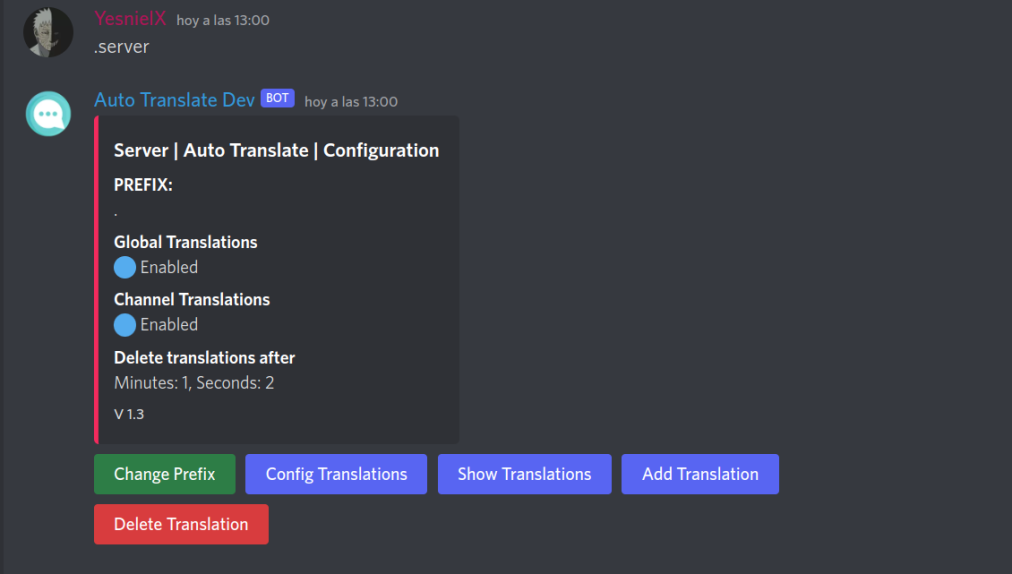 YesnielX hoy a las 13:00
.server
Auto Translate Dev BOT hoy a las 13:00
Server | Auto Translate | Configuration
PREFIX:
.
Global Translations
Enabled
Channel Translations
Enabled
Delete translations after
Minutes: 1, Seconds: 2
V 1.3
Change Prefix Config Translations Show Translations Add Translation
Delete Translation